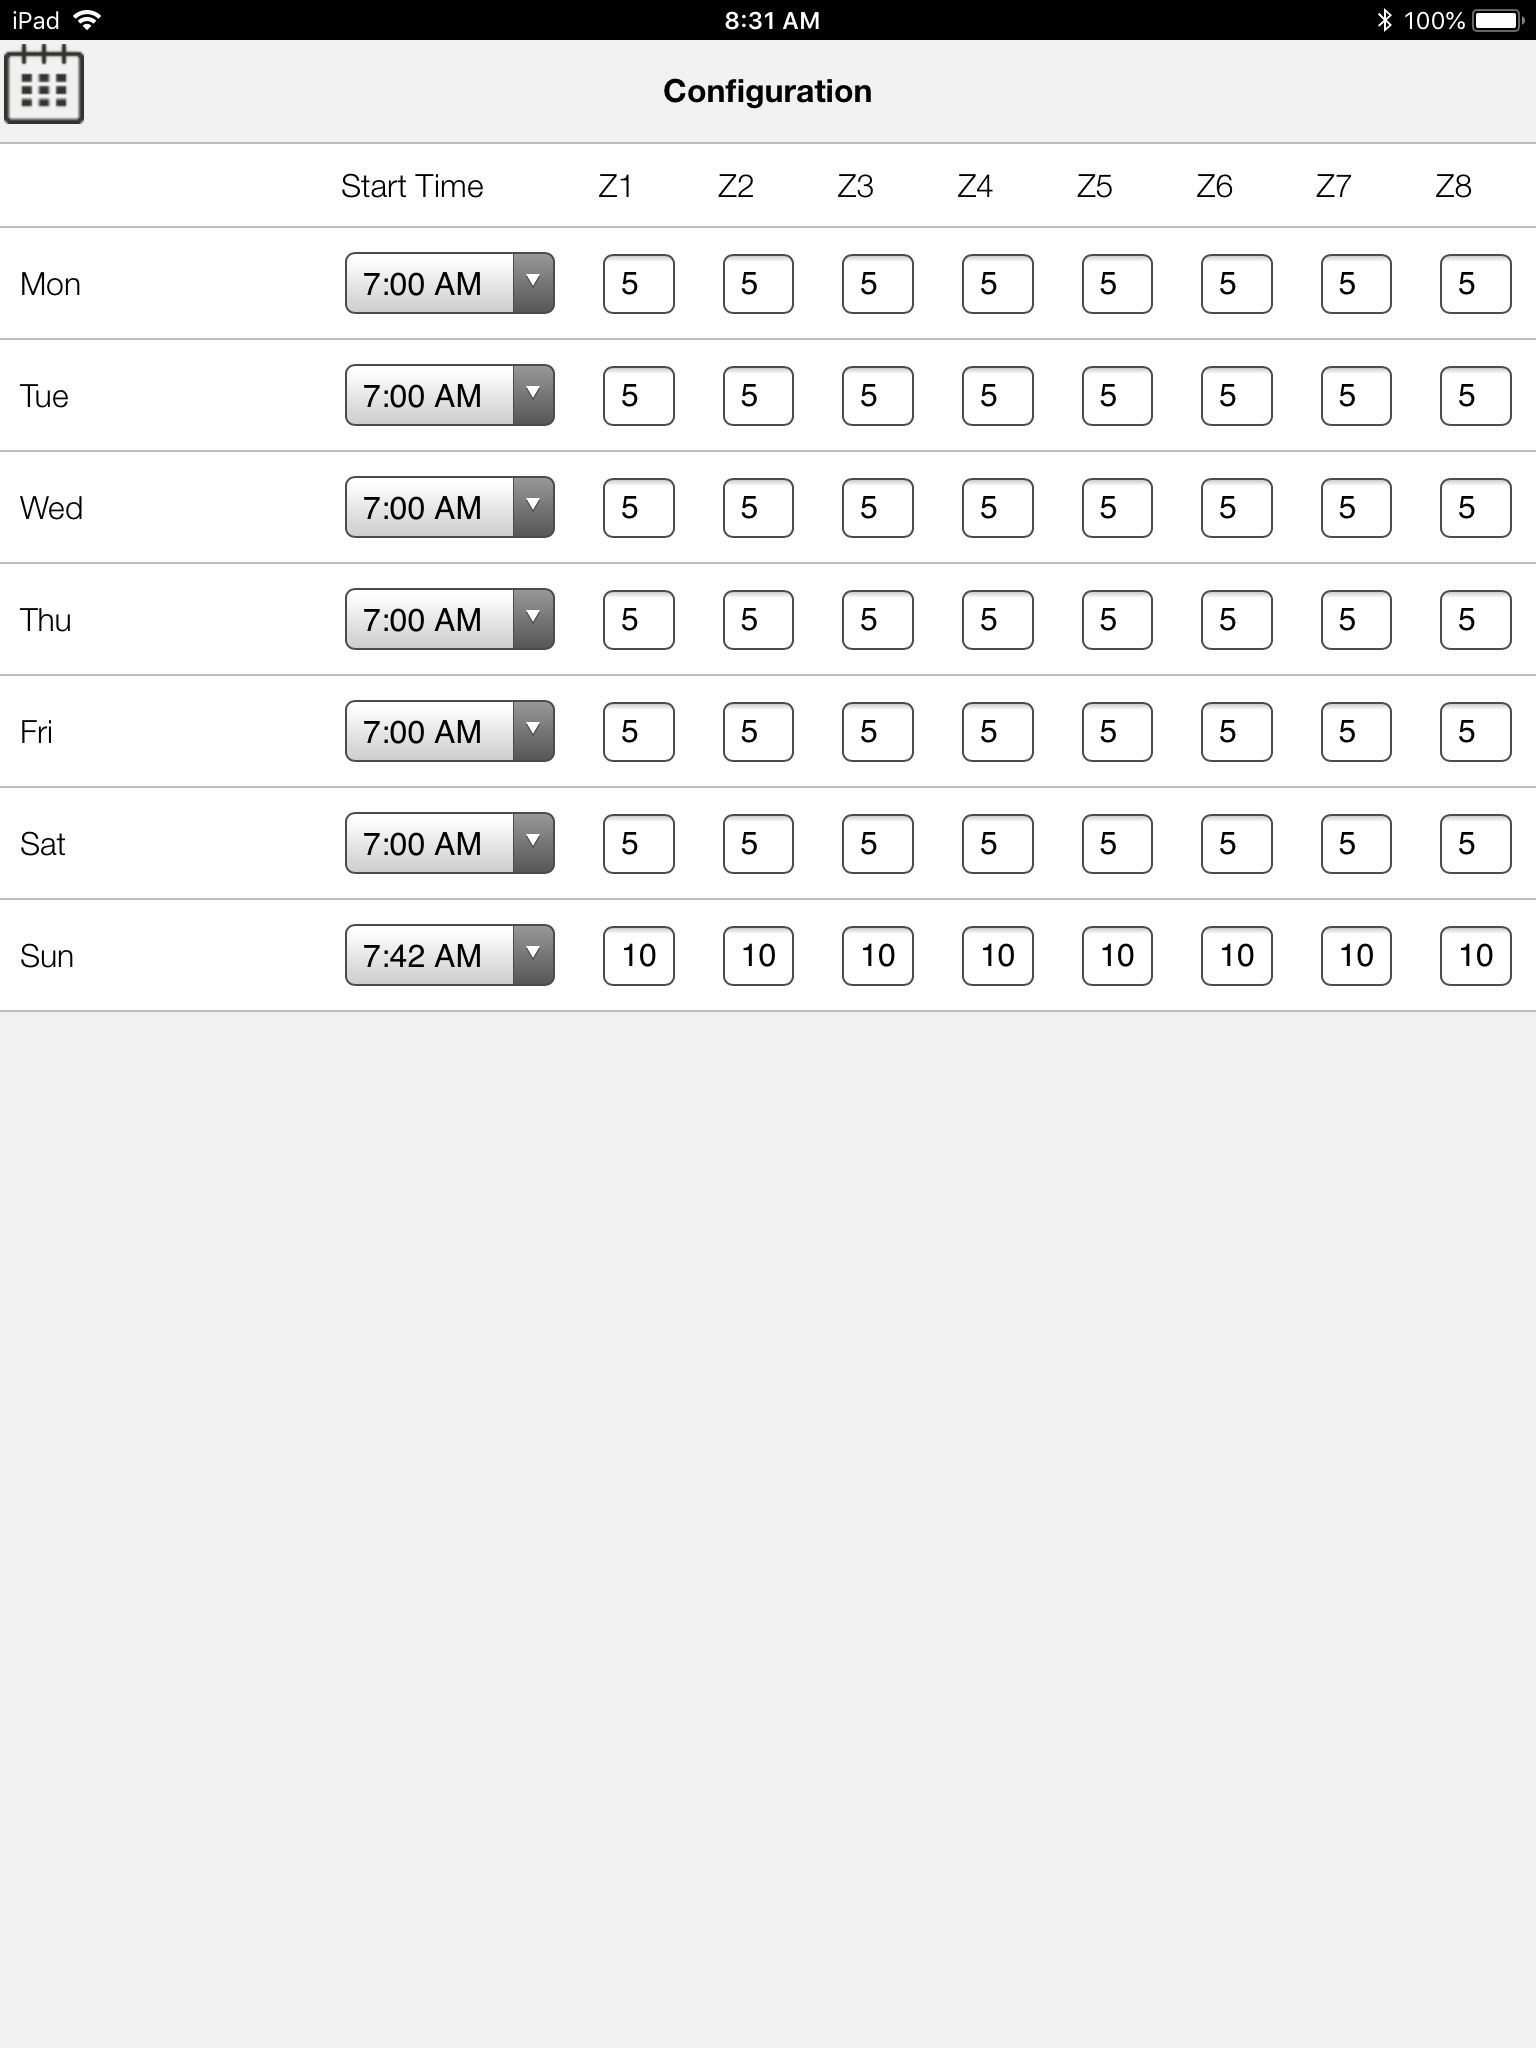 iPad 8:31 AM 100%
Configuration
Start Time Z1 Z2 Z3 Z4 Z5 Z6 Z7 Z8
Mon 7:00 AM 5 5 5 5 5 5 5 5
Tue 7:00 AM 5 5 5 5 5 5 5 5
Wed 7:00 AM 5 5 5 5 5 5 5 5
Thu 7:00 AM 5 5 5 5 5 5 5 5
Fri 7:00 AM 5 5 5 5 5 5 5 5
Sat 7:00 AM 5 5 5 5 5 5 5 5
Sun 7:42 AM 10 10 10 10 10 10 10 10